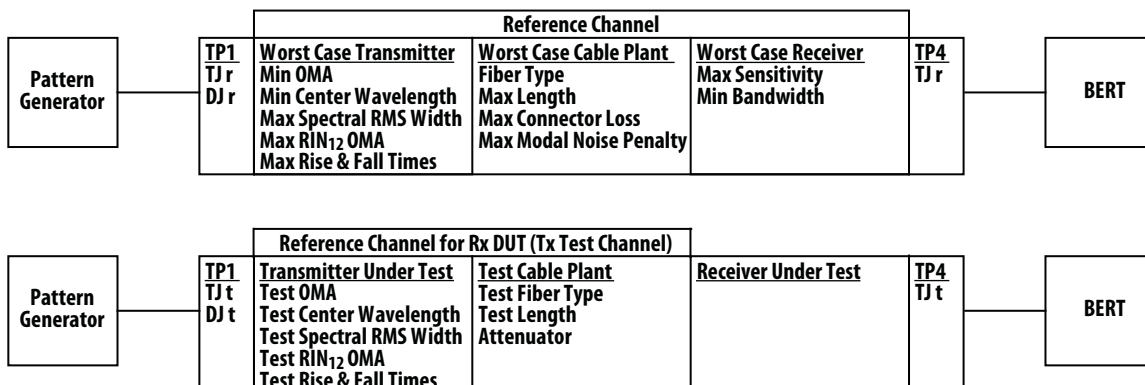 Reference Channel
Pattern
Generator
TP1
TJ r
DJ r
Worst Case Transmitter
Min OMA
Min Center Wavelength
Max Spectral RMS Width
Max RIN12 OMA
Max Rise & Fall Times
Worst Case Cable Plant
Fiber Type
Max Length
Max Connector Loss
Max Modal Noise Penalty
Worst Case Receiver
Max Sensitivity
Min Bandwidth
TP4
TJ r
BERT
Reference Channel for Rx DUT (Tx Test Channel)
Pattern
Generator
TP1
TJ t
DJ t
Transmitter Under Test
Test OMA
Test Center Wavelength
Test Spectral RMS Width
Test RIN12 OMA
Test Rise & Fall Times
Test Cable Plant
Test Fiber Type
Test Length
Attenuator
Receiver Under Test
TP4
TJ t
BERT